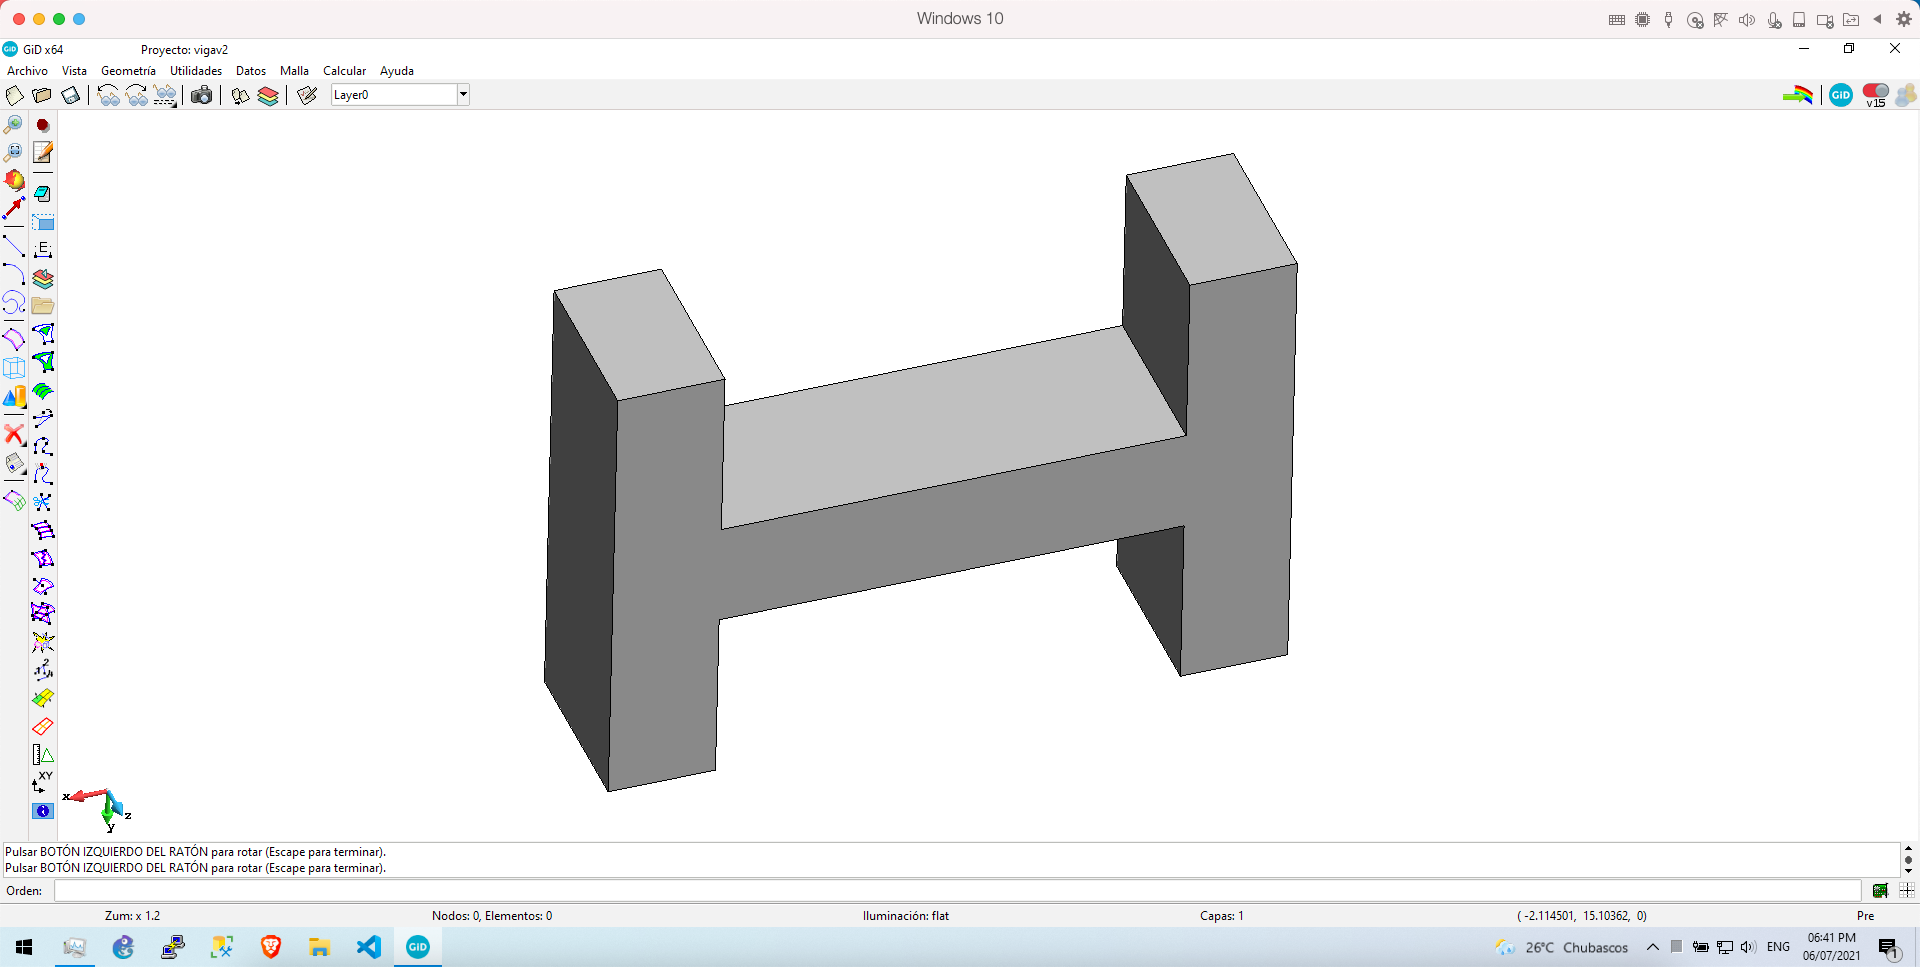 Windows 10
GiD x64 Proyecto: vigav2
Archivo Vista Geometría Utilidades Datos Malla Calcular Ayuda
Layer0
GiD
v15
E
XY
x
y
z
Pulsar BOTÓN IZQUIERDO DEL RATÓN para rotar (Escape para terminar).
Pulsar BOTÓN IZQUIERDO DEL RATÓN para rotar (Escape para terminar).
Orden:
Zum: x 1.2 Nodos: 0, Elementos: 0 Iluminación: flat Capas: 1 ( -2.114501, 15.10362, 0) Pre
GiD
26°C Chubascos
ENG
06:41 PM
06/07/2021
1